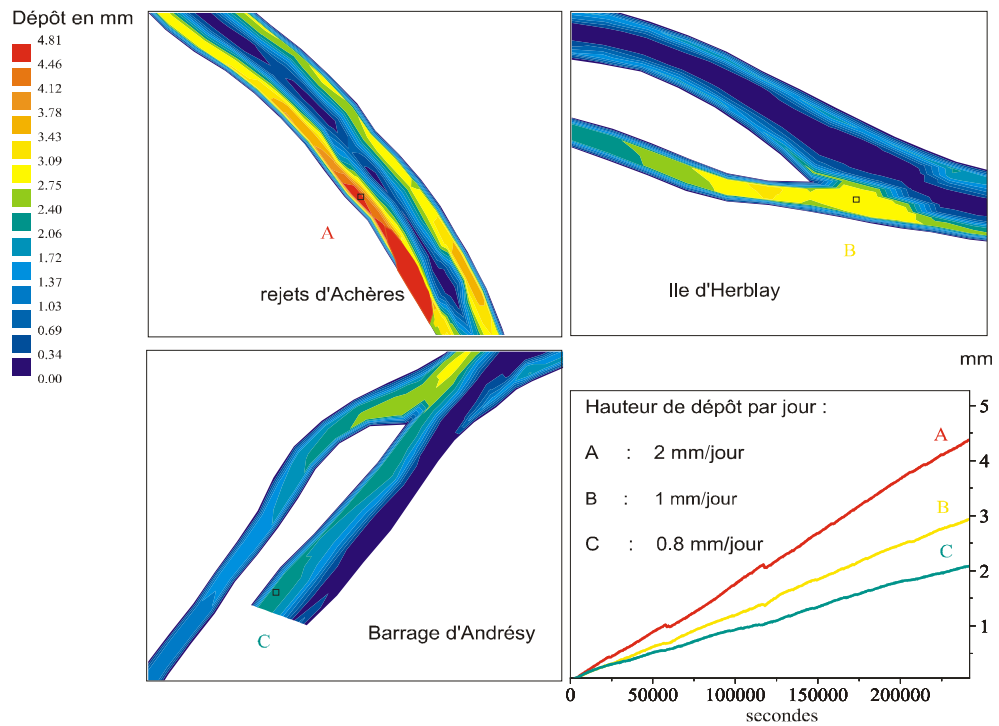 Dépôt en mm
4.81
4.46
4.12
3.78
3.43
3.09
2.75
2.40
2.06
1.72
1.37
1.03
0.69
0.34
0.00
A
rejets d'Achères
B
Ile d'Herblay
C
Barrage d'Andrésy
mm
Hauteur de dépôt par jour :
A : 2 mm/jour
B : 1 mm/jour
C : 0.8 mm/jour
A
B
C
5
4
3
2
1
0 50000 100000 150000 200000
secondes